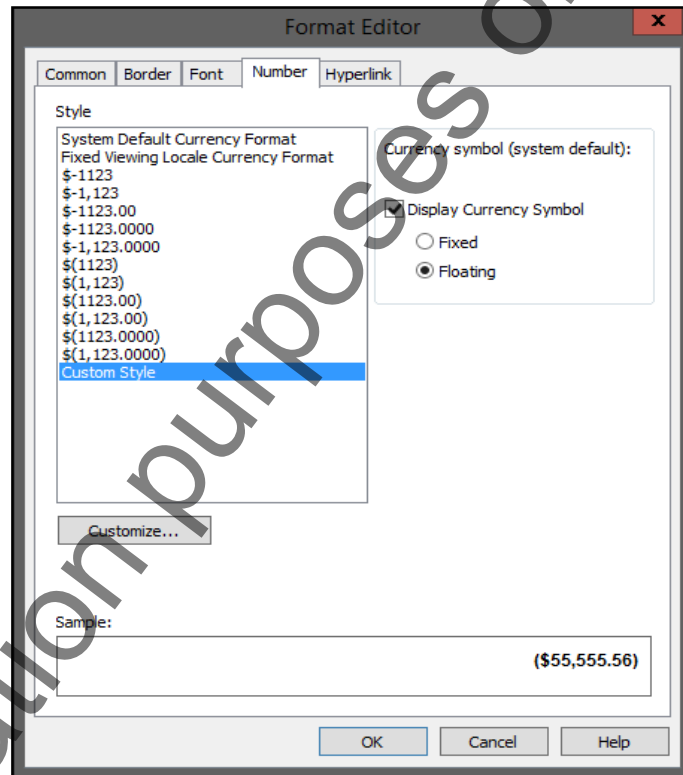 Format Editor
x
Common Border Font Number Hyperlink
Style
System Default Currency Format
Fixed Viewing Locale Currency Format
$-1123
$-1,123
$-1123.00
$-1123.0000
$-1,123.0000
$(1123)
$(1,123)
$(1123.00)
$(1,123.00)
$(1123.0000)
$(1,123.0000)
Custom Style
Currency symbol (system default):
Display Currency Symbol
Fixed
Floating
Customize...
Sample:
($55,555.56)
OK Cancel Help
purposes